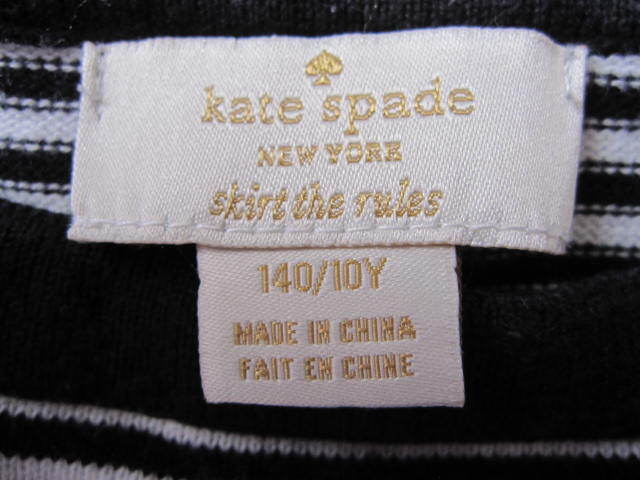 kate spade
NEW YORK
skirt the rules
140/10Y
MADE IN CHINA
FAIT EN CHINE